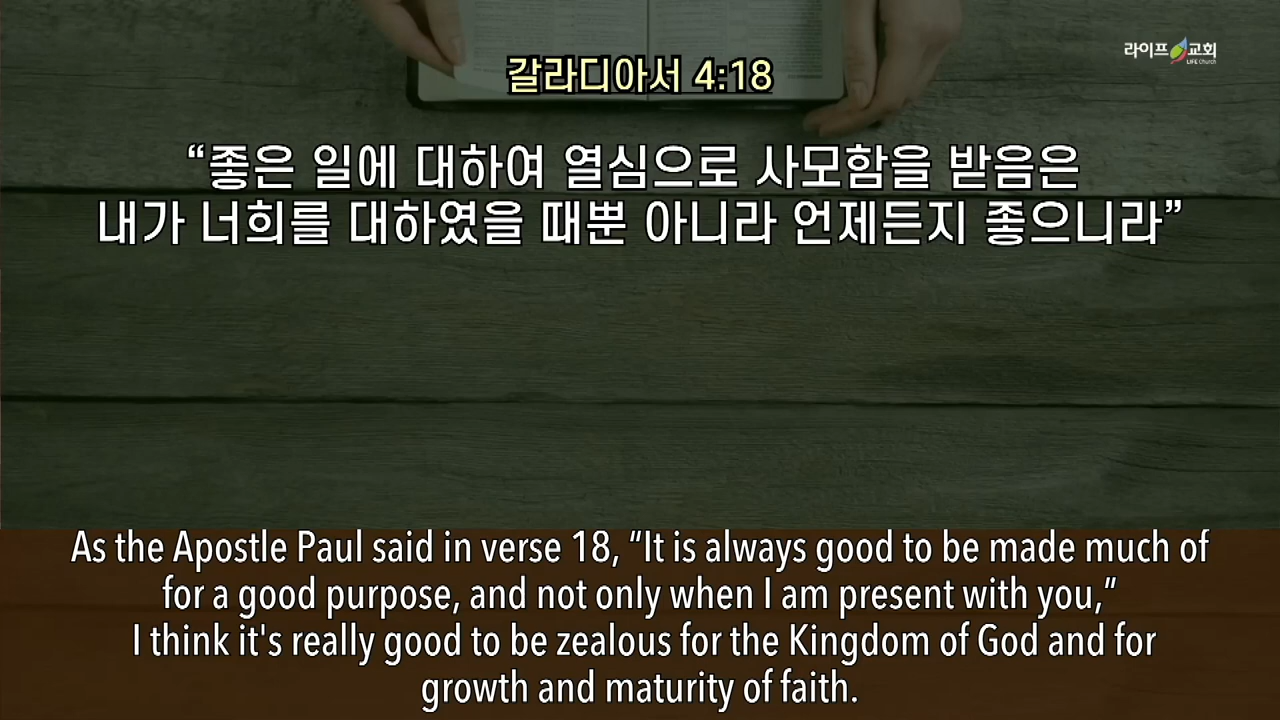 라이프 교회
LIFE Church
갈라디아서 4:18
“좋은 일에 대하여 열심으로 사모함을 받음은
내가 너희를 대하였을 때뿐 아니라 언제든지 좋으니라”
As the Apostle Paul said in verse 18, “It is always good to be made much of
for a good purpose, and not only when I am present with you,”
I think it's really good to be zealous for the Kingdom of God and for
growth and maturity of faith.